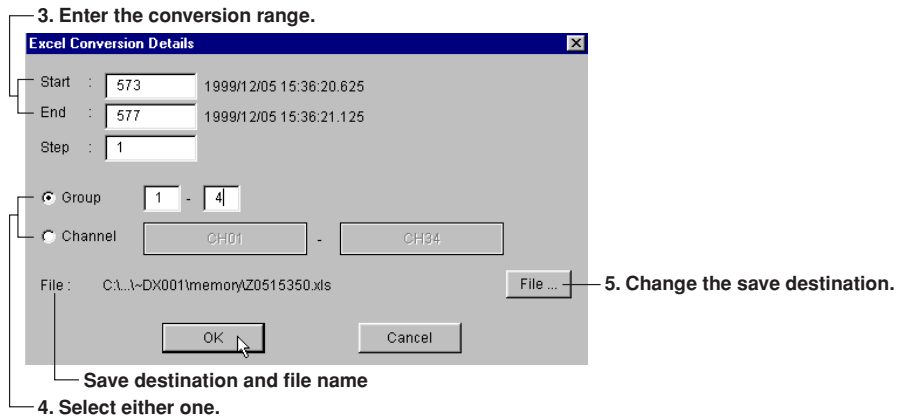 3. Enter the conversion range.
Excel Conversion Details
Start : 573 1999/12/05 15:36:20.625
End : 577 1999/12/05 15:36:21.125
Step : 1
Group 1 - 4
Channel CH01 - CH34
File : C:\...\~DX001\memory\Z0515350.xls File ... 5. Change the save destination.
OK Cancel
Save destination and file name
4. Select either one.